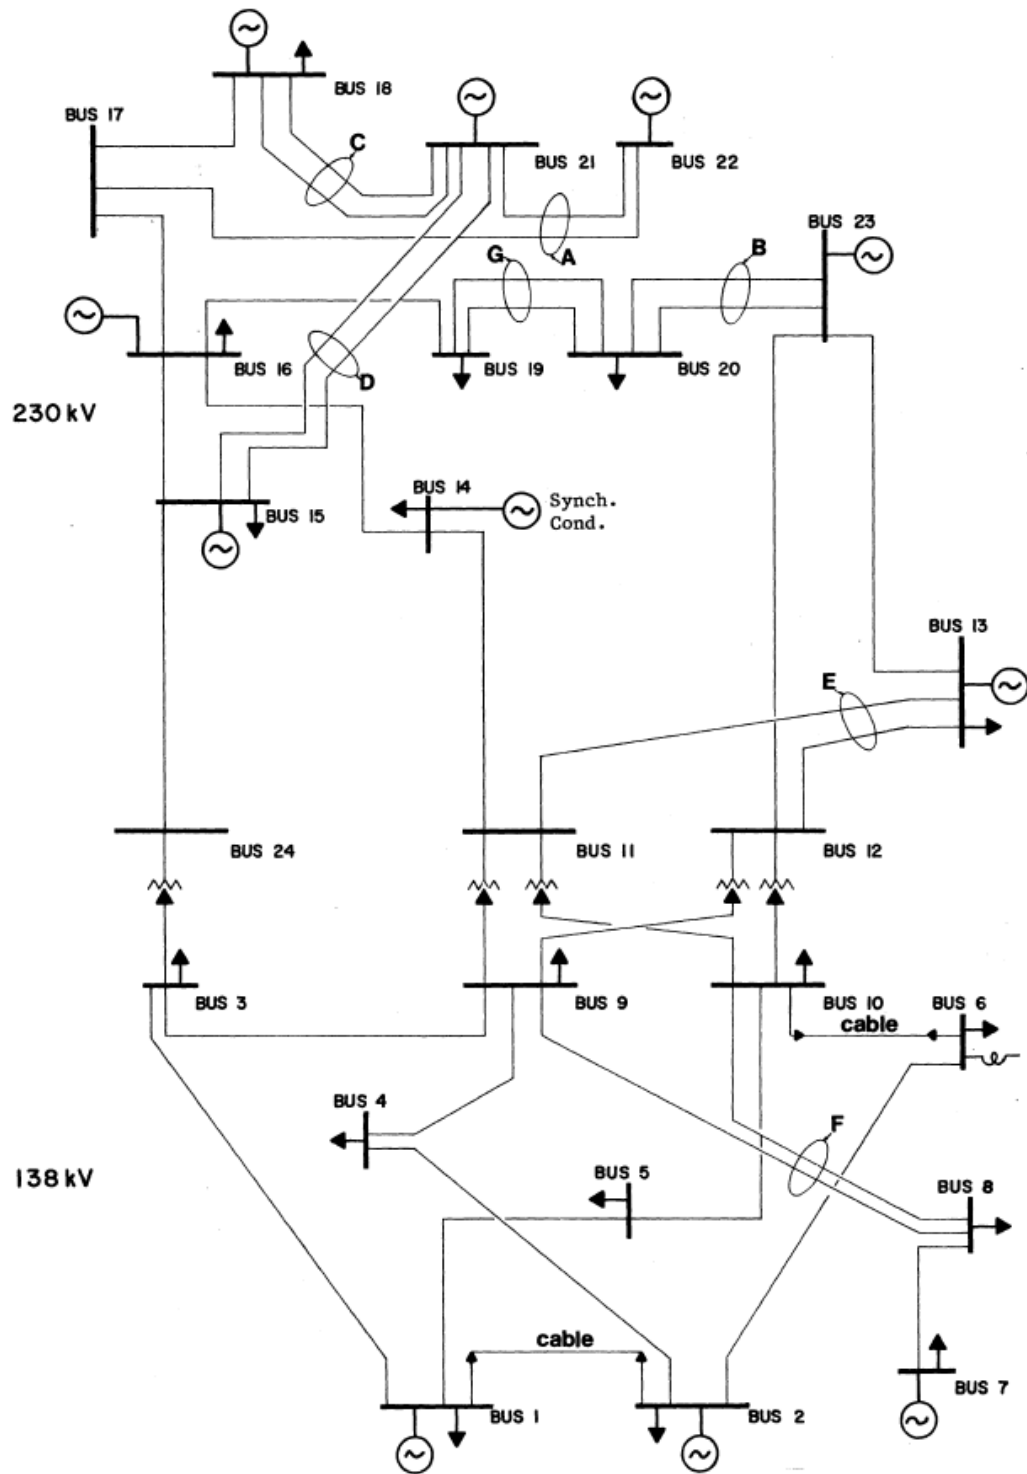 BUS 18
BUS 17
C
BUS 21
BUS 22
BUS 23
G
A
B
BUS 16
D
BUS 19
BUS 20
230 kV
BUS 14
BUS 15
Synch.
Cond.
BUS 13
E
BUS 24
BUS 11
BUS 12
BUS 3
BUS 9
BUS 10
BUS 6
cable
BUS 4
F
138 kV
BUS 5
BUS 8
cable
BUS 7
BUS 1
BUS 2